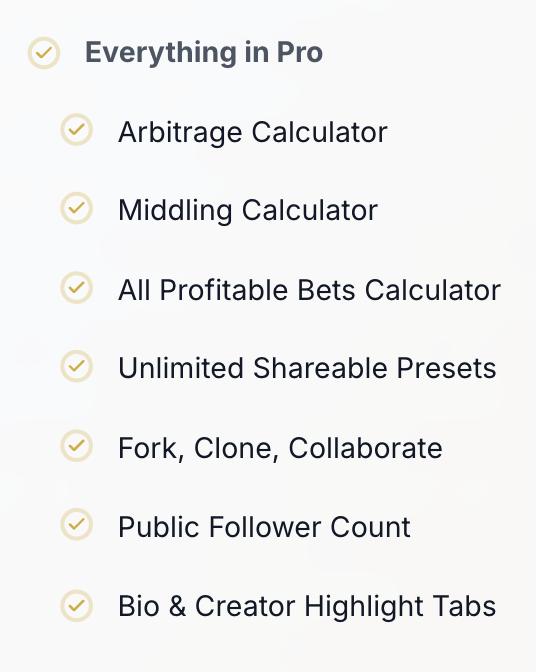 Everything in Pro
Arbitrage Calculator
Middling Calculator
All Profitable Bets Calculator
Unlimited Shareable Presets
Fork, Clone, Collaborate
Public Follower Count
Bio & Creator Highlight Tabs